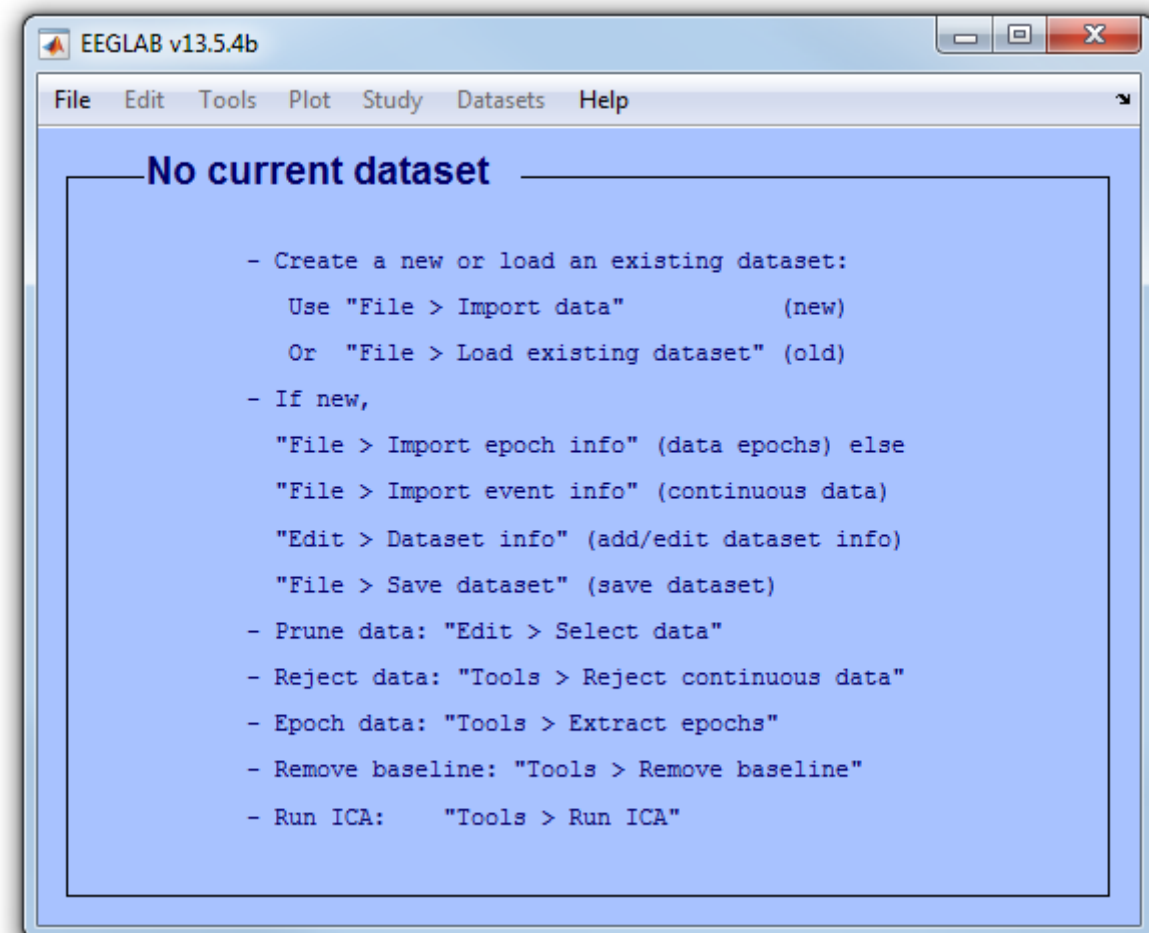 EEGLAB v13.5.4b
File Edit Tools Plot Study Datasets Help
No current dataset
- Create a new or load an existing dataset:
Use "File > Import data" (new)
Or "File > Load existing dataset" (old)
- If new,
"File > Import epoch info" (data epochs) else
"File > Import event info" (continuous data)
"Edit > Dataset info" (add/edit dataset info)
"File > Save dataset" (save dataset)
- Prune data: "Edit > Select data"
- Reject data: "Tools > Reject continuous data"
- Epoch data: "Tools > Extract epochs"
- Remove baseline: "Tools > Remove baseline"
- Run ICA: "Tools > Run ICA"